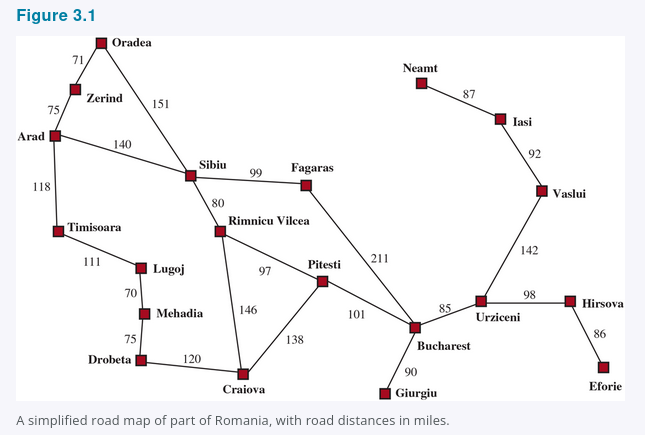 Figure 3.1
Oradea
71
Neamt
87
Zerind
151
75
Iasi
Arad
140
92
Sibiu
99
Fagaras
118
80
Vaslui
Rimnicu Vilcea
Timisoara
211
142
111
Lugoj
97
Pitesti
70
146
101
85
98
Hirsova
Mehadia
Urziceni
75
138
86
Bucharest
Drobeta
120
90
Craiova
Giurgiu
Eforie
A simplified road map of part of Romania, with road distances in miles.